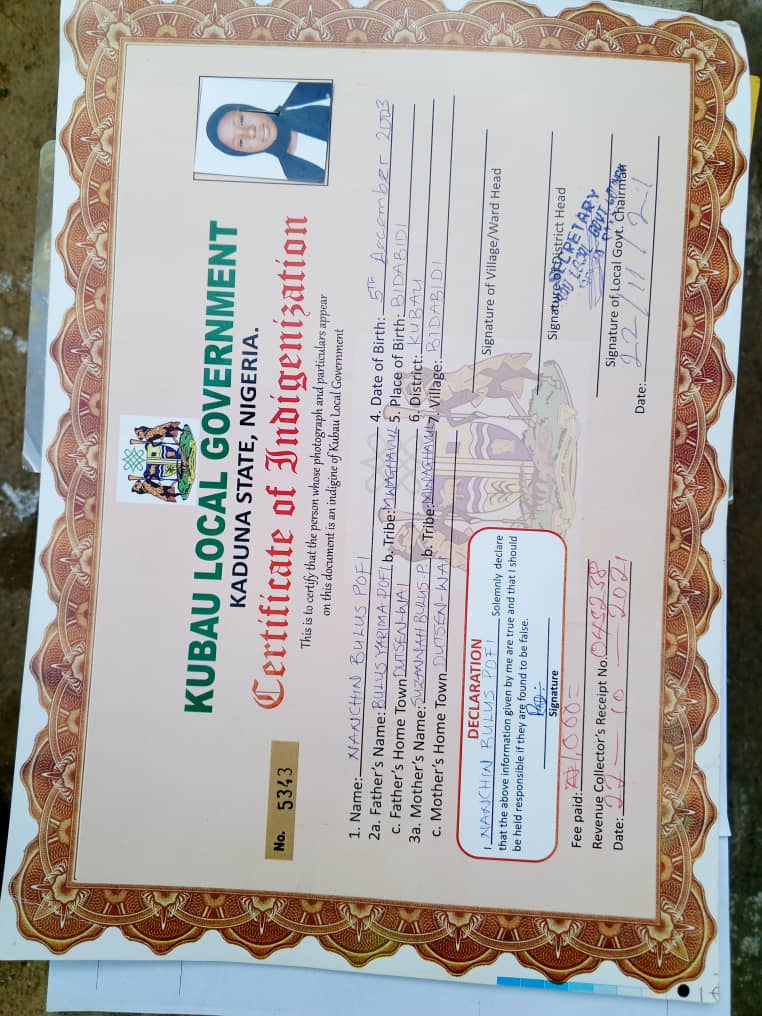 KUBAU LOCAL GOVERNMENT
KADUNA STATE, NIGERIA.
Certificate of Indigenization
This is to certify that the person whose photograph and particulars appear
on this document is an indigine of Kubau Local Government
No. 5343
1. Name: NANCHIN BULUS POFI
2a. Father's Name: BULUS YARIMA POFI b. Tribe: MWAGHAVUL
c. Father's Home Town DUTSEN-WAI
3a. Mother's Name: SUZANNAH BULUS P. b. Tribe: MWAGHAVUL
c. Mother's Home Town DUTSEN-WAI
4. Date of Birth: 5TH December 2003
5. Place of Birth: BIDABIDI
6. District: KUBAU
7. Village: BIDABIDI
DECLARATION
I NANCHIN BULUS POFI Solemnly declare
that the above information given by me are true and that I should
be held responsible if they are found to be false.
Signature
Signature of Village/Ward Head
Signature of District Head
SECRETARY
LOCAL GOVT
Signature of Local Govt. Chairman
Date: 22/11/21
Fee paid: ₦1,000=
Revenue Collector's Receipt No. 045238
Date: 22-10-2021